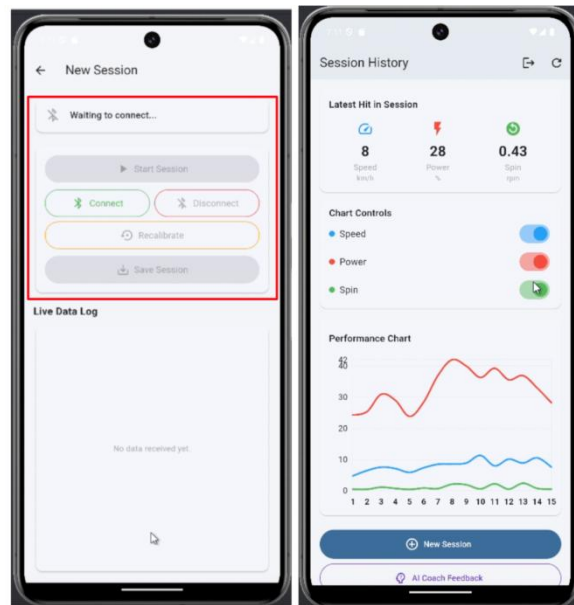 New Session
Waiting to connect...
Start Session
Connect
Disconnect
Recalibrate
Save Session
Live Data Log
No data received yet
Session History
Latest Hit in Session
8
28
0.43
Speed
Power
Spin
km/h
%
spin
Chart Controls
Speed
Power
Spin
Performance Chart
42
40
30
20
10
0
1 2 3 4 5 6 7 8 9 10 11 12 13 14 15
New Session
AI Coach Feedback